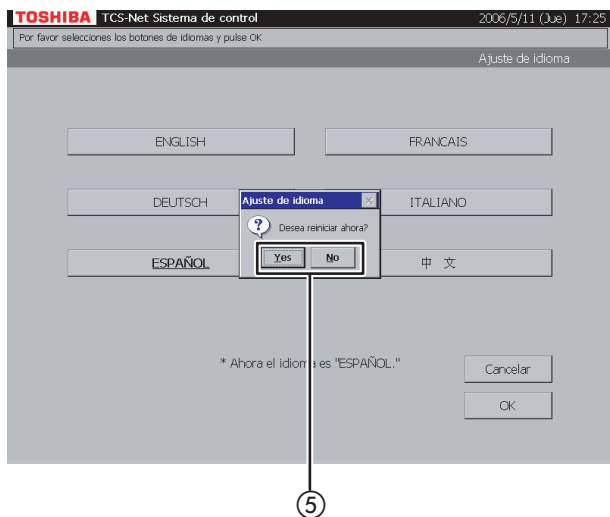 TOSHIBA TCS-Net Sistema de control 2006/5/11 (Jue) 17:25
Por favor selecciones los botones de idiomas y pulse OK
Ajuste de idioma
ENGLISH FRANCAIS
DEUTSCH ITALIANO
Ajuste de idioma
Desea reiniciar ahora?
Yes No
ESPAÑOL 中 文
* Ahora el idioma es "ESPAÑOL."
Cancelar
OK
⑤